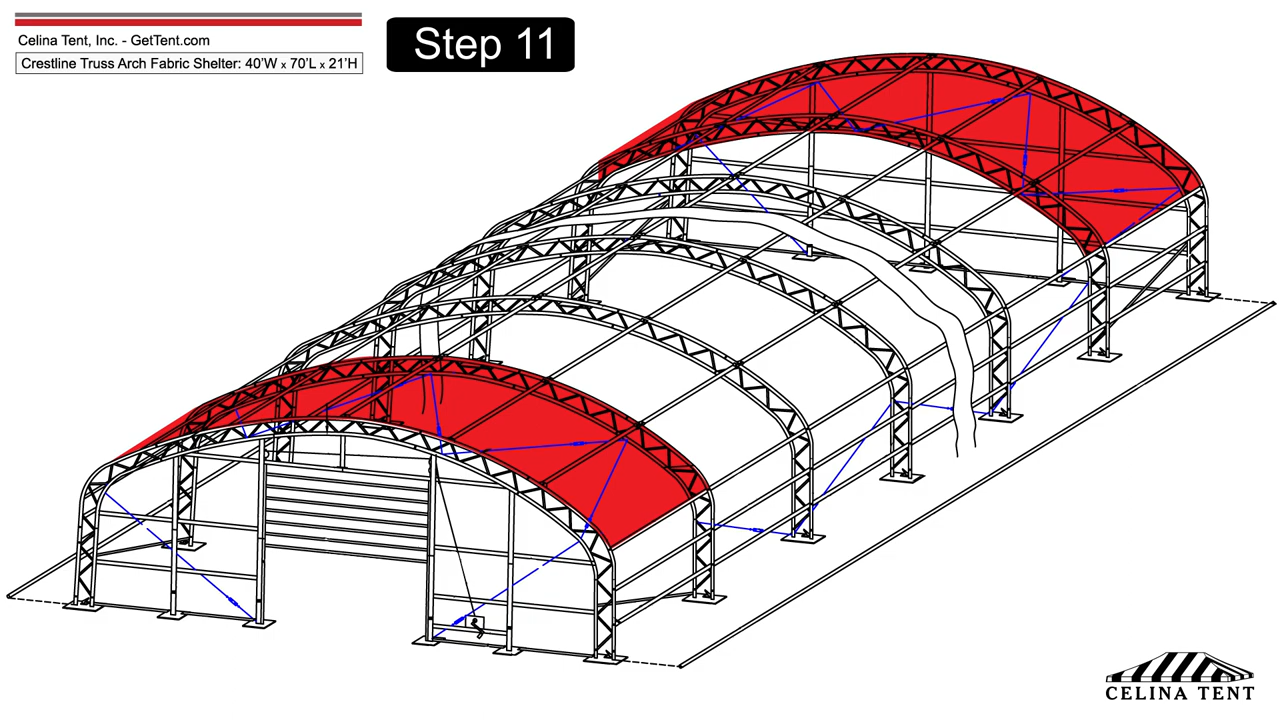 Celina Tent, Inc. - GetTent.com
Crestline Truss Arch Fabric Shelter: 40'W x 70'L x 21'H
Step 11
CELINA TENT